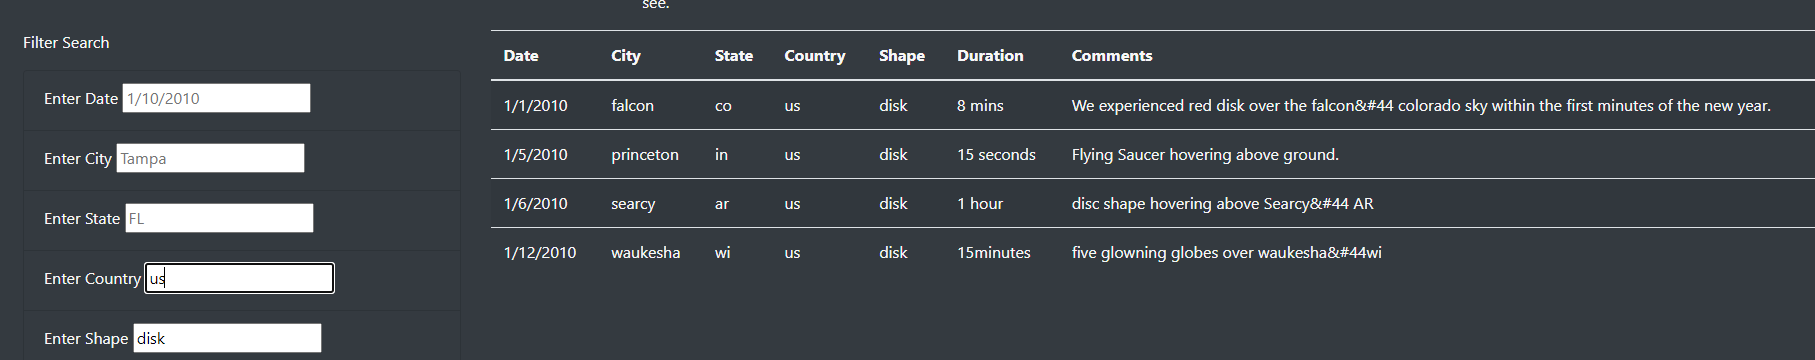 see.
Filter Search
Enter Date 1/10/2010
Enter City Tampa
Enter State FL
Enter Country us
Enter Shape disk
Date City State Country Shape Duration Comments
1/1/2010 falcon co us disk 8 mins We experienced red disk over the falcon&#44 colorado sky within the first minutes of the new year.
1/5/2010 princeton in us disk 15 seconds Flying Saucer hovering above ground.
1/6/2010 searcy ar us disk 1 hour disc shape hovering above Searcy&#44 AR
1/12/2010 waukesha wi us disk 15minutes five glowning globes over waukesha&#44wi